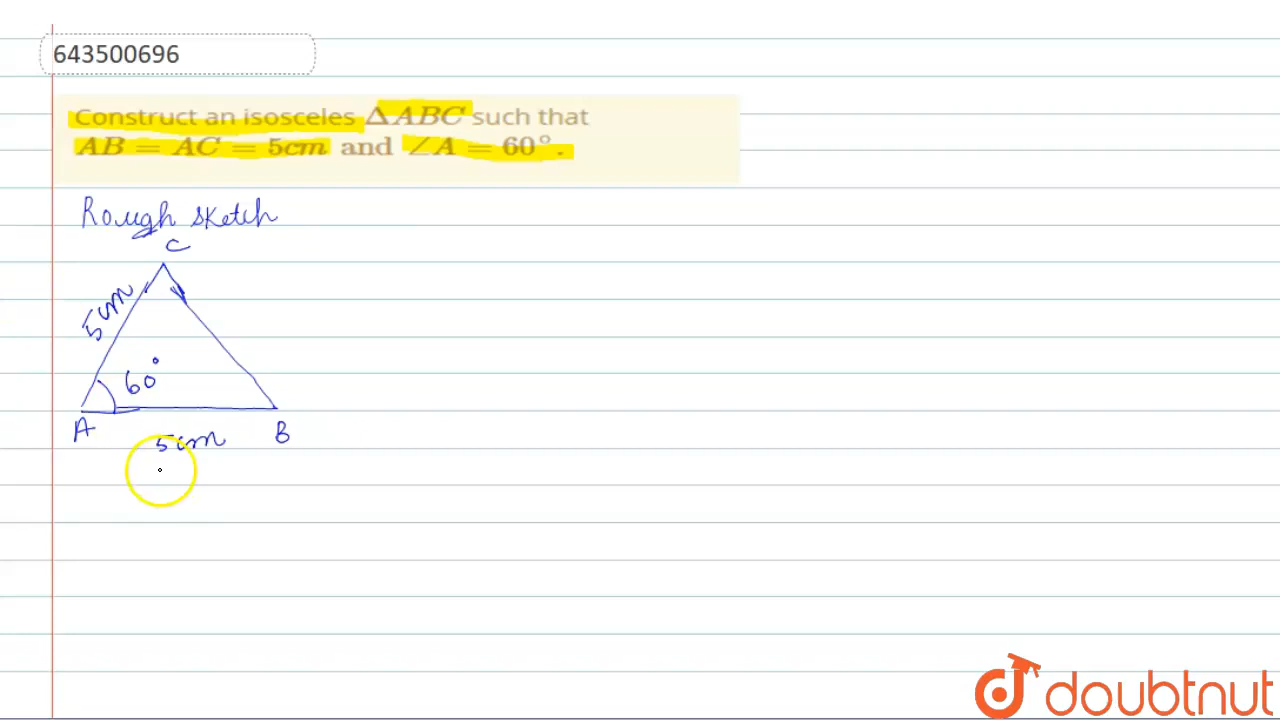 643500696
Construct an isosceles ΔABC such that
AB = AC = 5cm and ∠A = 60°.
Rough sketch
C
5cm
60°
A
B
5cm
doubtnut